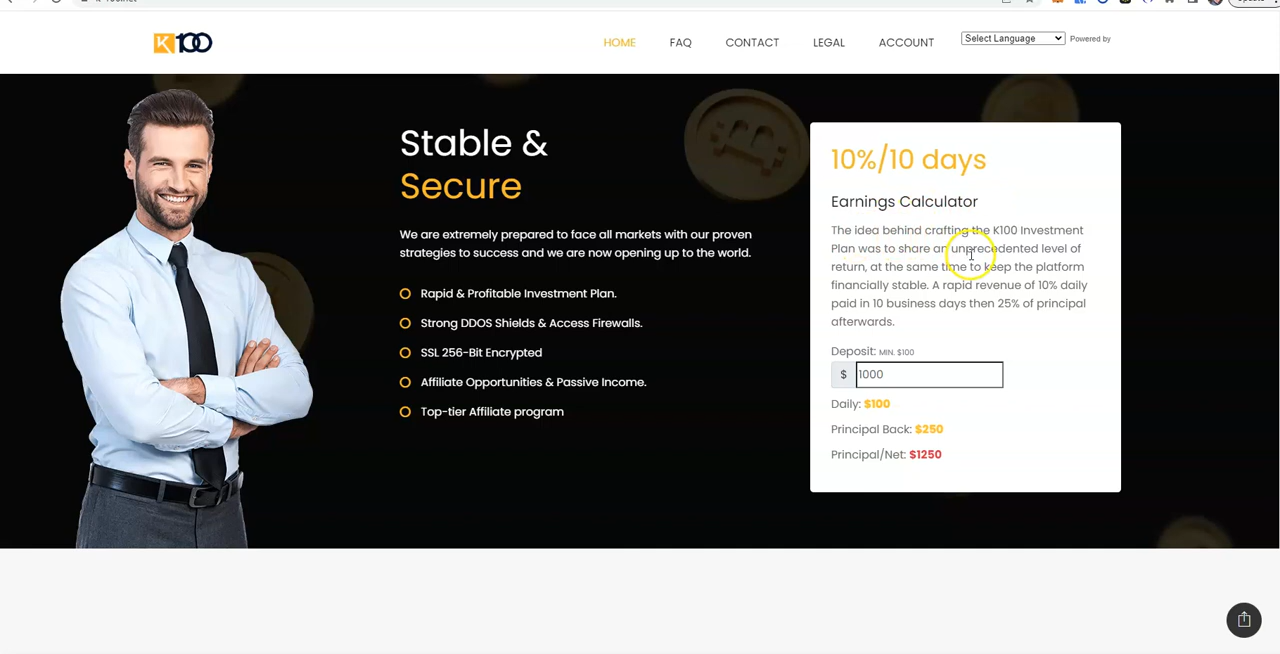 K100
HOME
FAQ
CONTACT
LEGAL
ACCOUNT
Select Language
Powered by
Stable &
Secure
We are extremely prepared to face all markets with our proven
strategies to success and we are now opening up to the world.
Rapid & Profitable Investment Plan.
Strong DDOS Shields & Access Firewalls.
SSL 256-Bit Encrypted
Affiliate Opportunities & Passive Income.
Top-tier Affiliate program
10%/10 days
Earnings Calculator
The idea behind crafting the K100 Investment
Plan was to share an unprecedented level of
return, at the same time to keep the platform
financially stable. A rapid revenue of 10% daily
paid in 10 business days then 25% of principal
afterwards.
Deposit: MIN. $100
$ 1000
Daily: $100
Principal Back: $250
Principal/Net: $1250